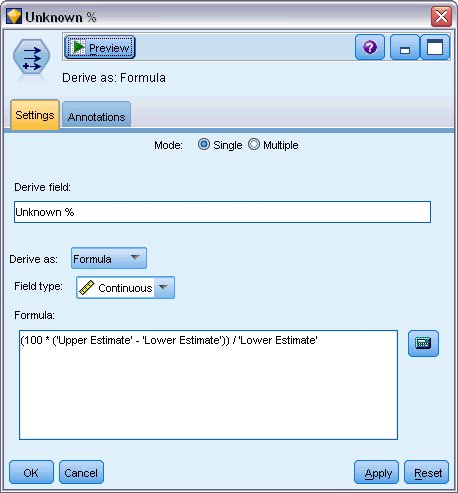 Unknown %
Preview
?
Derive as: Formula
Settings
Annotations
Mode: Single Multiple
Derive field:
Unknown %
Derive as: Formula
Field type: Continuous
Formula:
(100 * ('Upper Estimate' - 'Lower Estimate')) / 'Lower Estimate'
OK Cancel Apply Reset